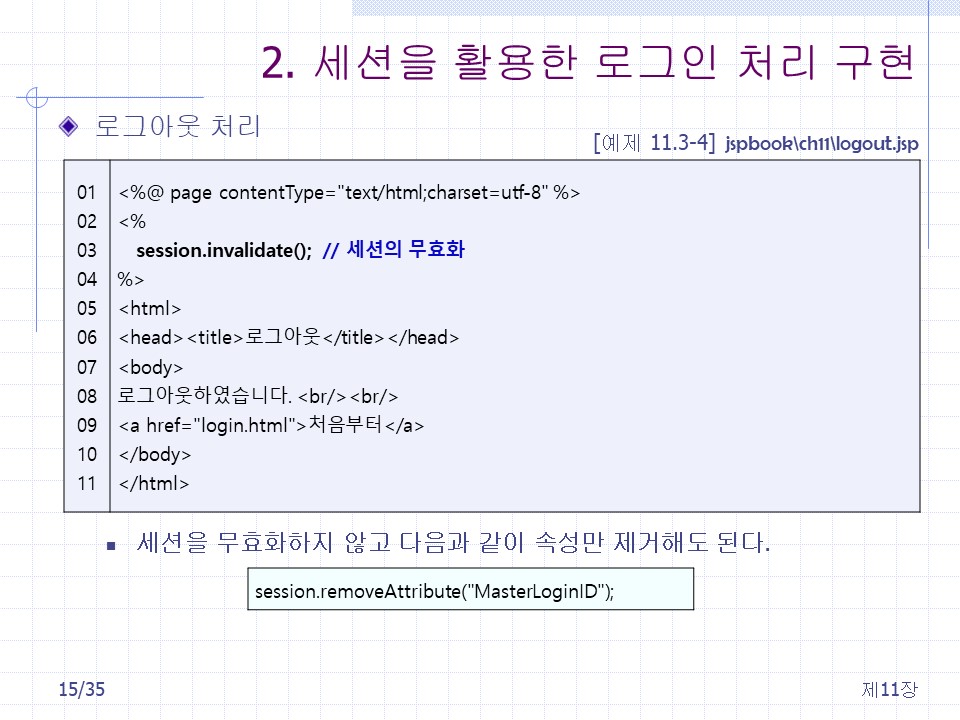 2. 세션을 활용한 로그인 처리 구현
로그아웃 처리
[예제 11.3-4] jspbook\ch11\logout.jsp
01 <%@ page contentType="text/html;charset=utf-8" %>
02 <%
03 session.invalidate(); // 세션의 무효화
04 %>
05 <html>
06 <head><title>로그아웃</title></head>
07 <body>
08 로그아웃하였습니다. <br/><br/>
09 <a href="login.html">처음부터</a>
10 </body>
11 </html>
세션을 무효화하지 않고 다음과 같이 속성만 제거해도 된다.
session.removeAttribute("MasterLoginID");
15/35 제11장